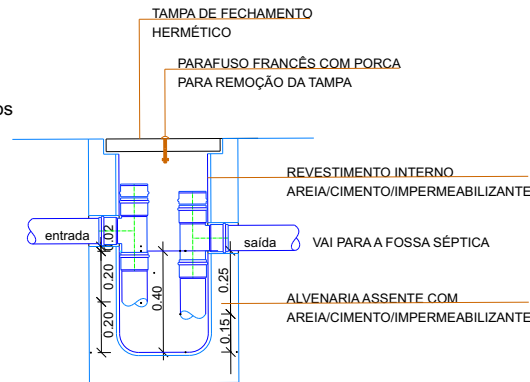 TAMPA DE FECHAMENTO
HERMÉTICO
PARAFUSO FRANCÊS COM PORCA
PARA REMOÇÃO DA TAMPA
os
REVESTIMENTO INTERNO
AREIA/CIMENTO/IMPERMEABILIZANTE
entrada
.02
saída
VAI PARA A FOSSA SÉPTICA
0.20
0.40
0.25
ALVENARIA ASSENTE COM
AREIA/CIMENTO/IMPERMEABILIZANTE
0.20
0.15